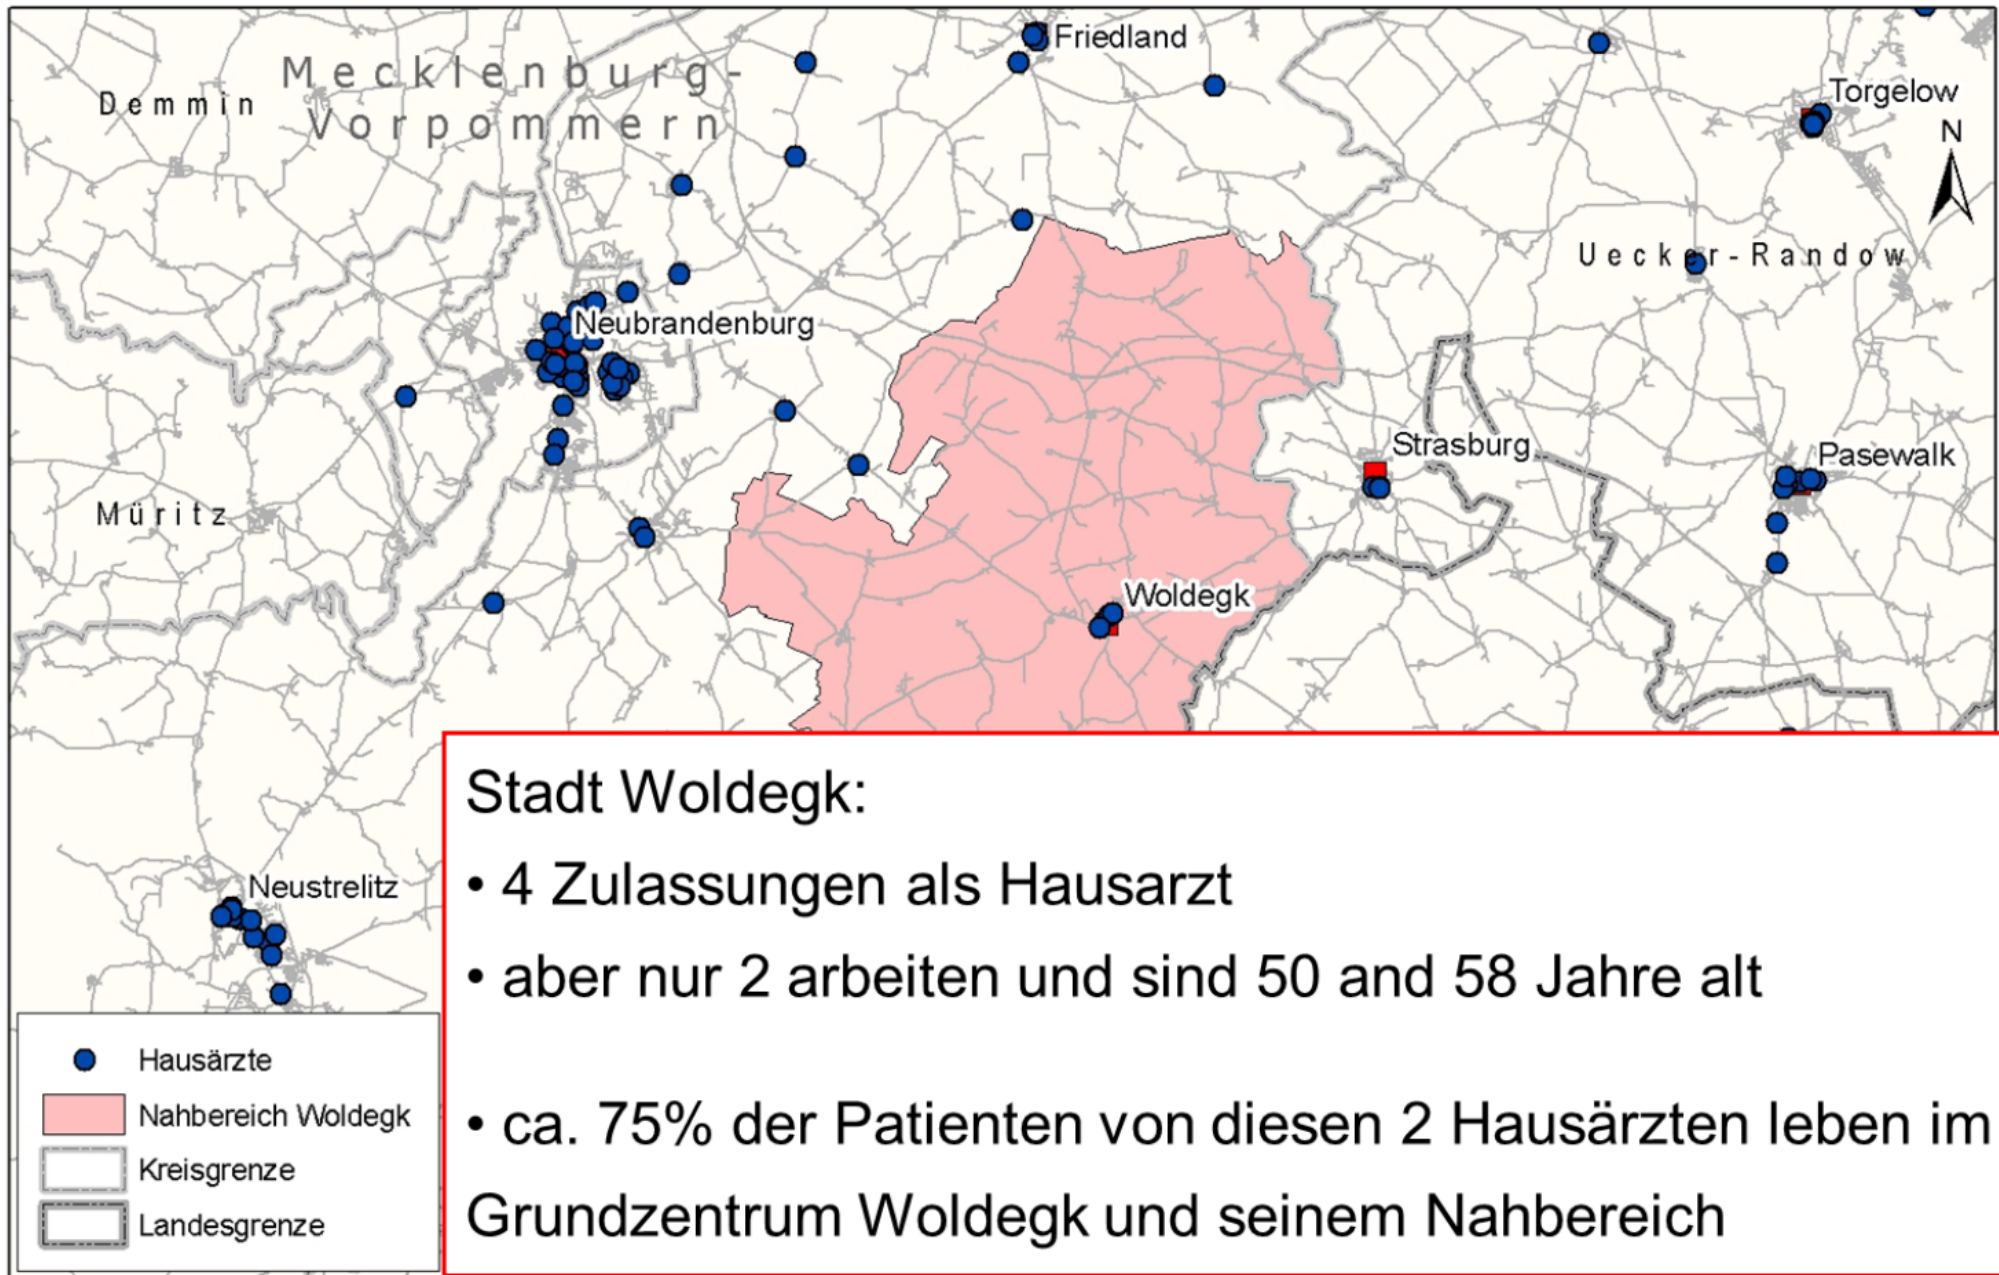 Friedland
Mecklenburg-
Vorpommern
Demmin
Torgelow
N
Uecker-Randow
Neubrandenburg
Strasburg
Pasewalk
Müritz
Woldegk
Neustrelitz
Stadt Woldegk:
• 4 Zulassungen als Hausarzt
• aber nur 2 arbeiten und sind 50 and 58 Jahre alt
• ca. 75% der Patienten von diesen 2 Hausärzten leben im
Grundzentrum Woldegk und seinem Nahbereich
Hausärzte
Nahbereich Woldegk
Kreisgrenze
Landesgrenze